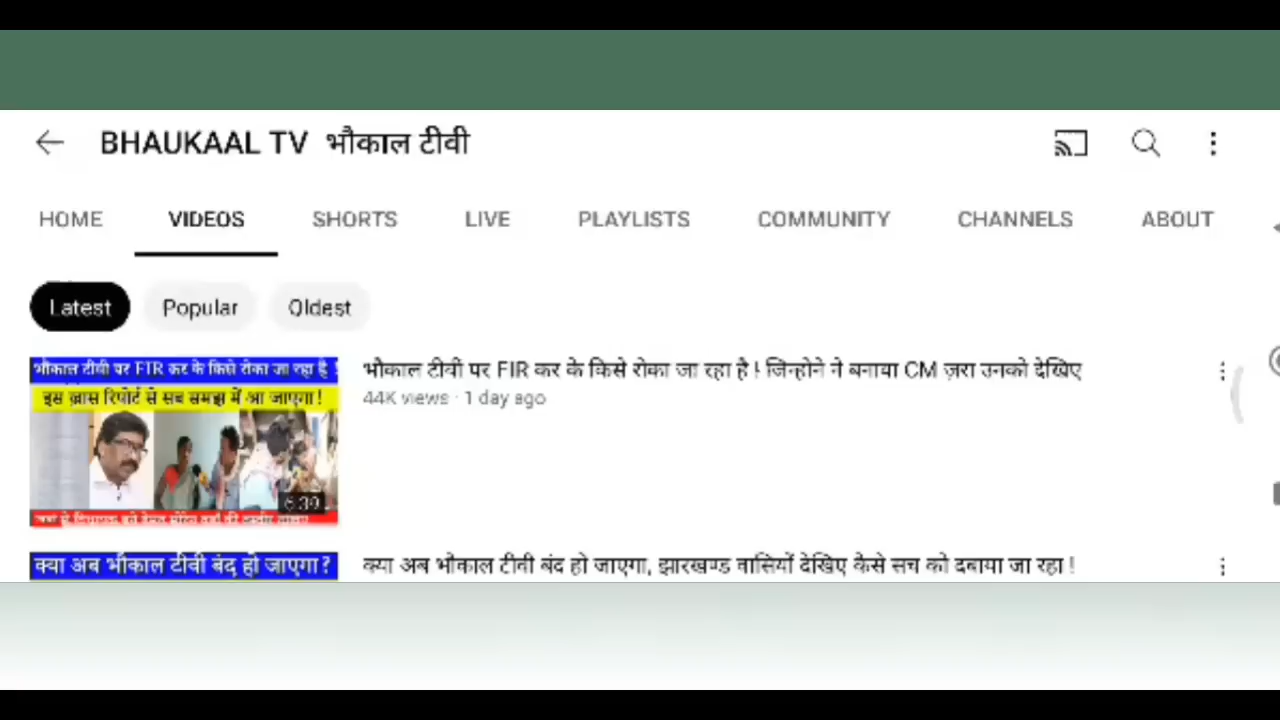 BHAUKAAL TV भौकाल टीवी
HOME VIDEOS SHORTS LIVE PLAYLISTS COMMUNITY CHANNELS ABOUT
Latest Popular Oldest
भौकाल टीवी पर FIR कर के किसे रोका जा रहा है !
इस ख़ास रिपोर्ट से सब समझ में आ जाएगा !
6:39
भौकाल टीवी पर FIR कर के किसे रोका जा रहा है ! जिन्होने ने बनाया CM ज़रा उनको देखिए
44K views · 1 day ago
क्या अब भौकाल टीवी बंद हो जाएगा ?
क्या अब भौकाल टीवी बंद हो जाएगा, झारखण्ड वासियों देखिए कैसे सच को दबाया जा रहा !